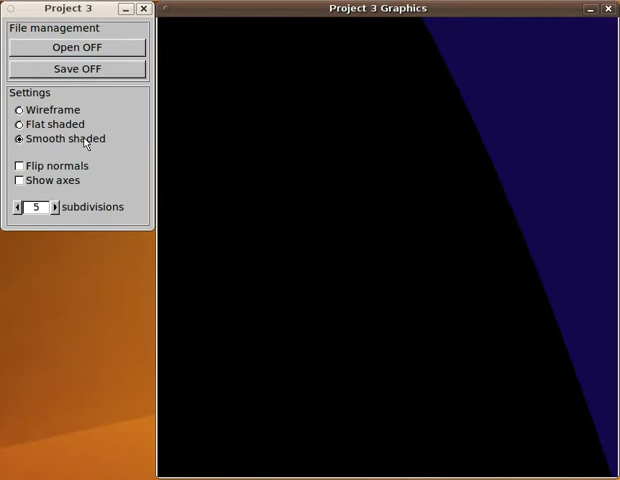 Project 3
File management
Open OFF
Save OFF
Settings
Wireframe
Flat shaded
Smooth shaded
Flip normals
Show axes
5 subdivisions
Project 3 Graphics